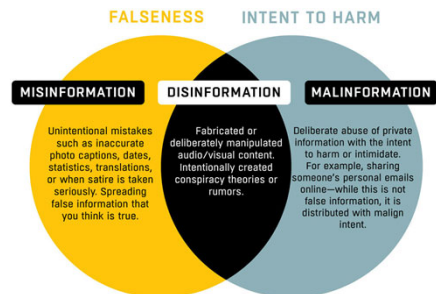 FALSENESS
INTENT TO HARM
MISINFORMATION
DISINFORMATION
MALINFORMATION
Unintentional mistakes
such as inaccurate
photo captions, dates,
statistics, translations,
or when satire is taken
seriously. Spreading
false information that
you think is true.
Fabricated or
deliberately manipulated
audio/visual content.
Intentionally created
conspiracy theories or
rumors.
Deliberate abuse of private
information with the intent
to harm or intimidate.
For example, sharing
someone's personal emails
online—while this is not
false information, it is
distributed with malign
intent.